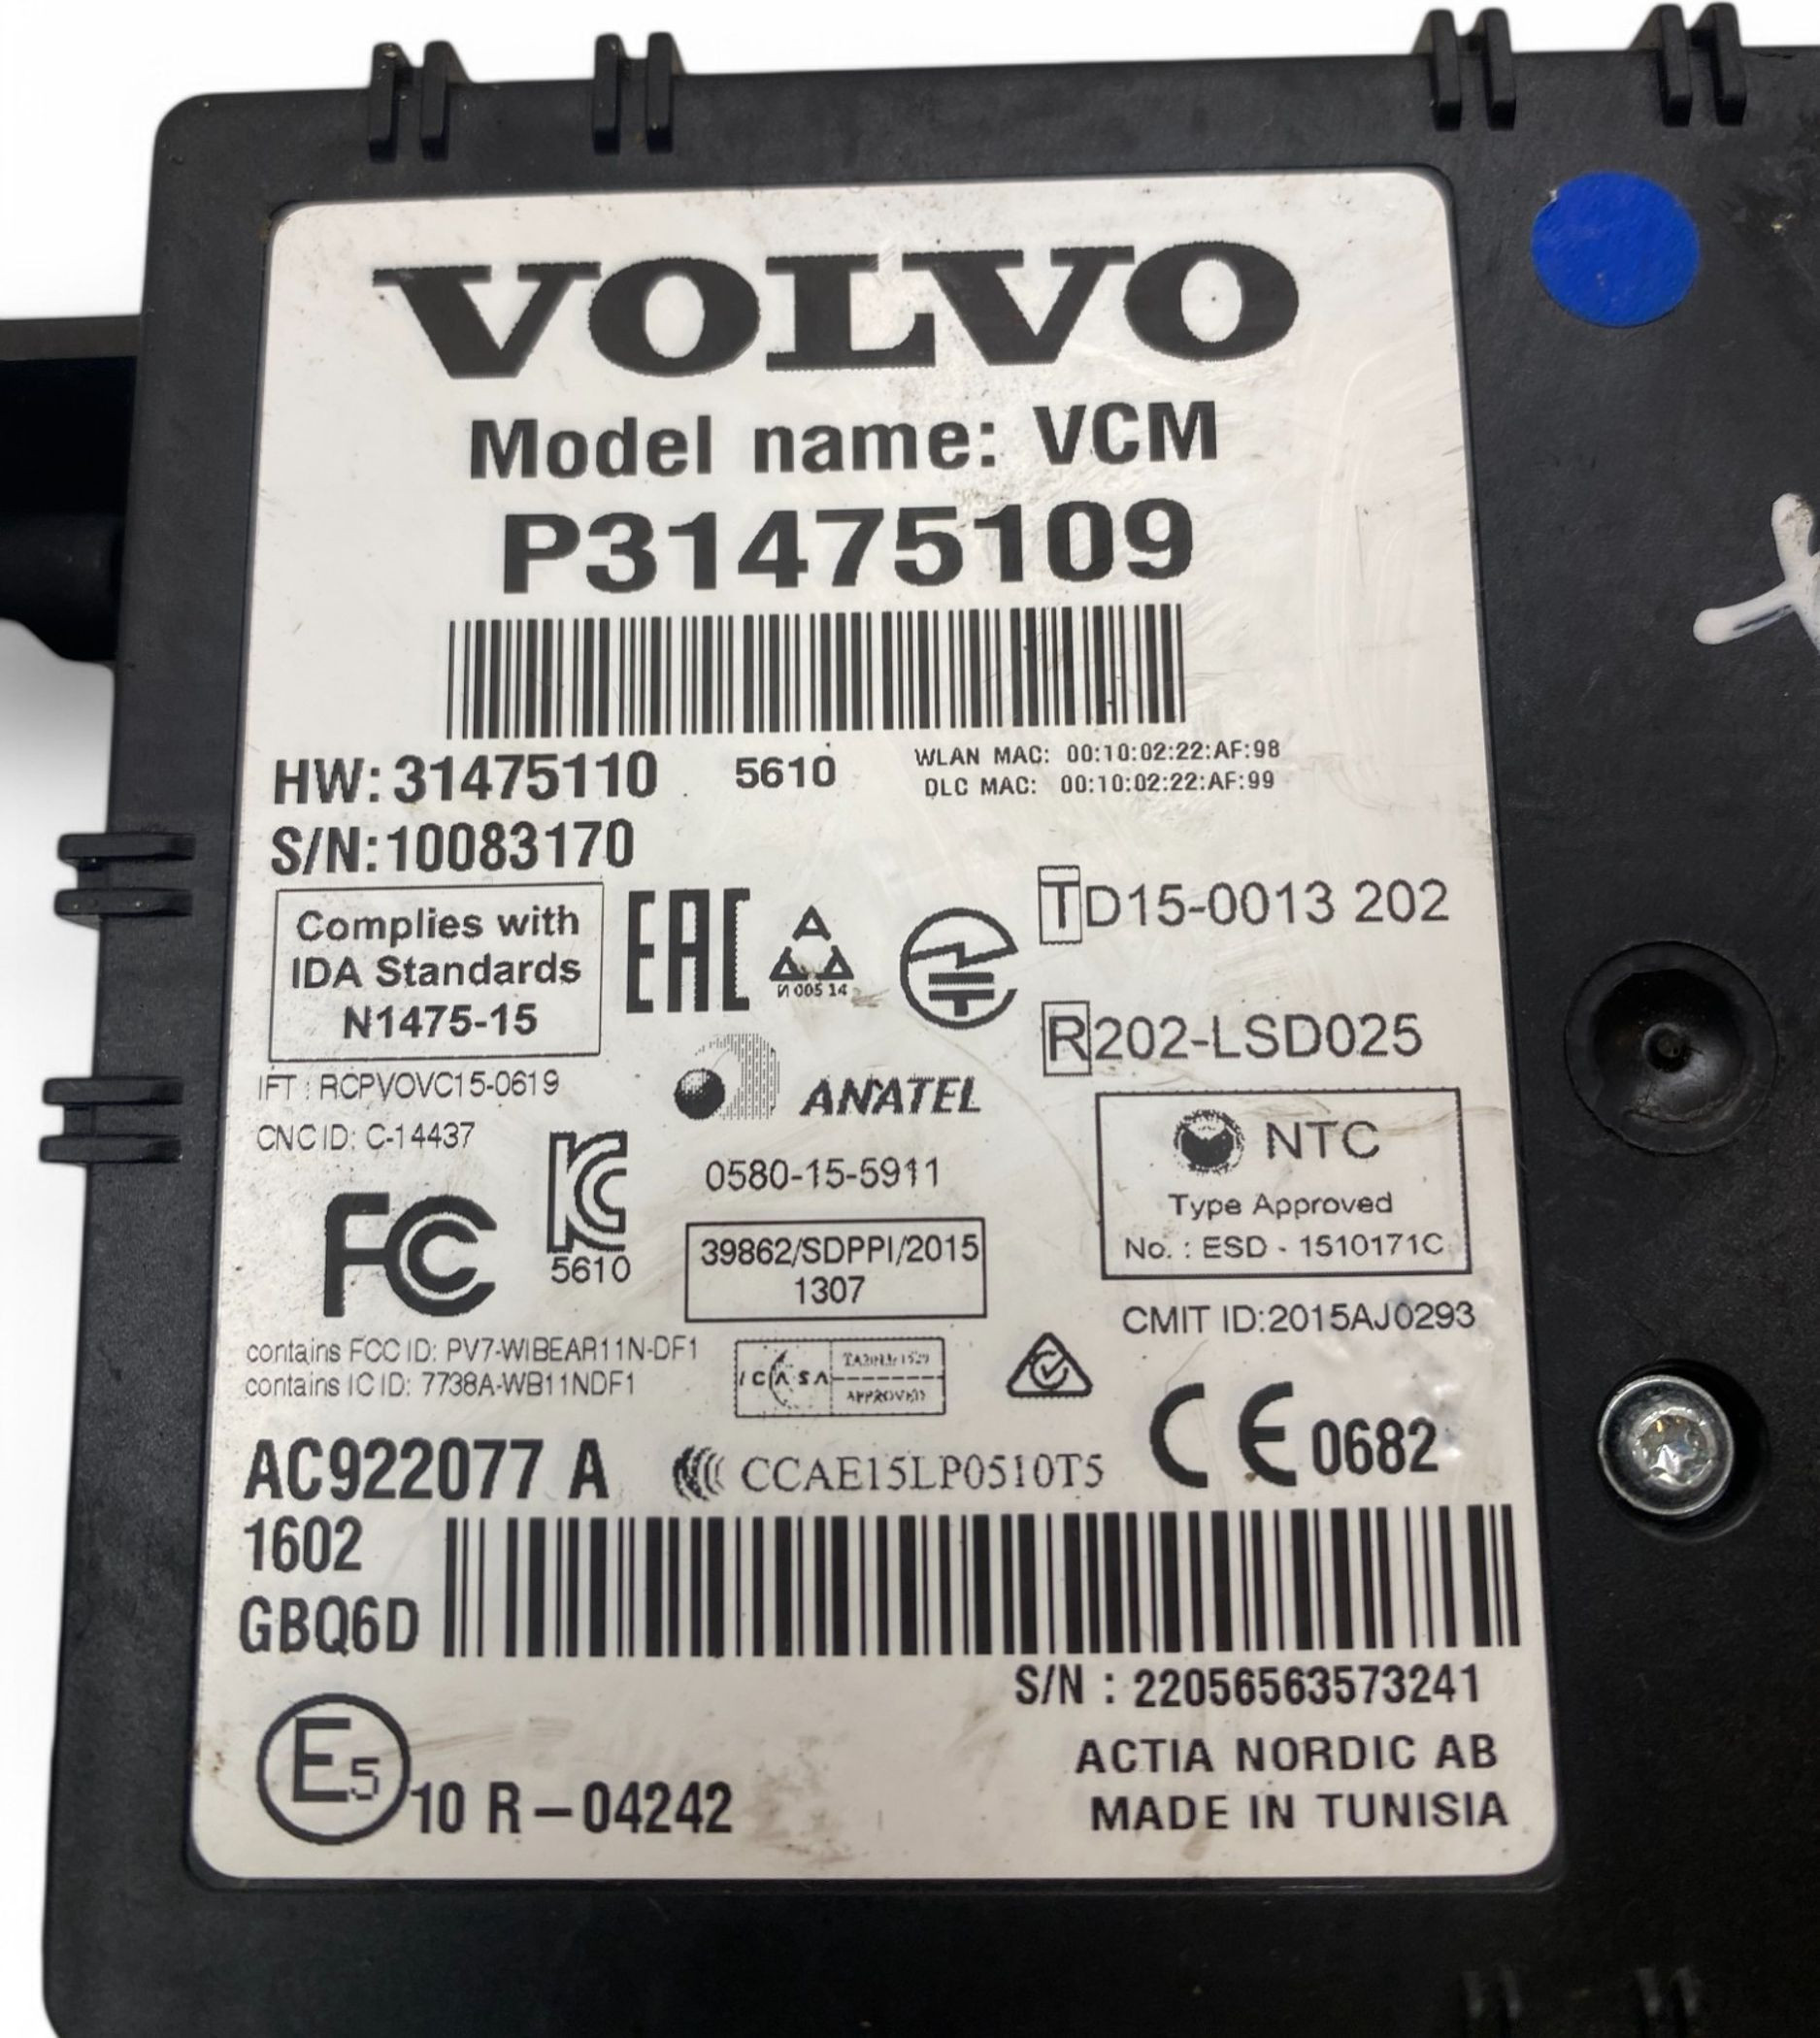 VOLVO
Model name: VCM
P31475109
HW:31475110 5610
WLAN MAC: 00:10:02:22:AF:98
DLC MAC: 00:10:02:22:AF:99
S/N:10083170
Complies with
IDA Standards
N1475-15
EAC
A
И 005 14
TD15-0013 202
R202-LSD025
IFT : RCPVOVC15-0619
CNC ID: C-14437
ANATEL
0580-15-5911
NTC
Type Approved
No. : ESD - 1510171C
FC
KC
5610
39862/SDPPI/2015
1307
CMIT ID:2015AJ0293
contains FCC ID: PV7-WIBEAR11N-DF1
contains IC ID: 7738A-WB11NDF1
ICASA
APPROVED
AC922077 A
CCAE15LP0510T5
CE 0682
1602
GBQ6D
S/N : 22056563573241
E5
10 R-04242
ACTIA NORDIC AB
MADE IN TUNISIA